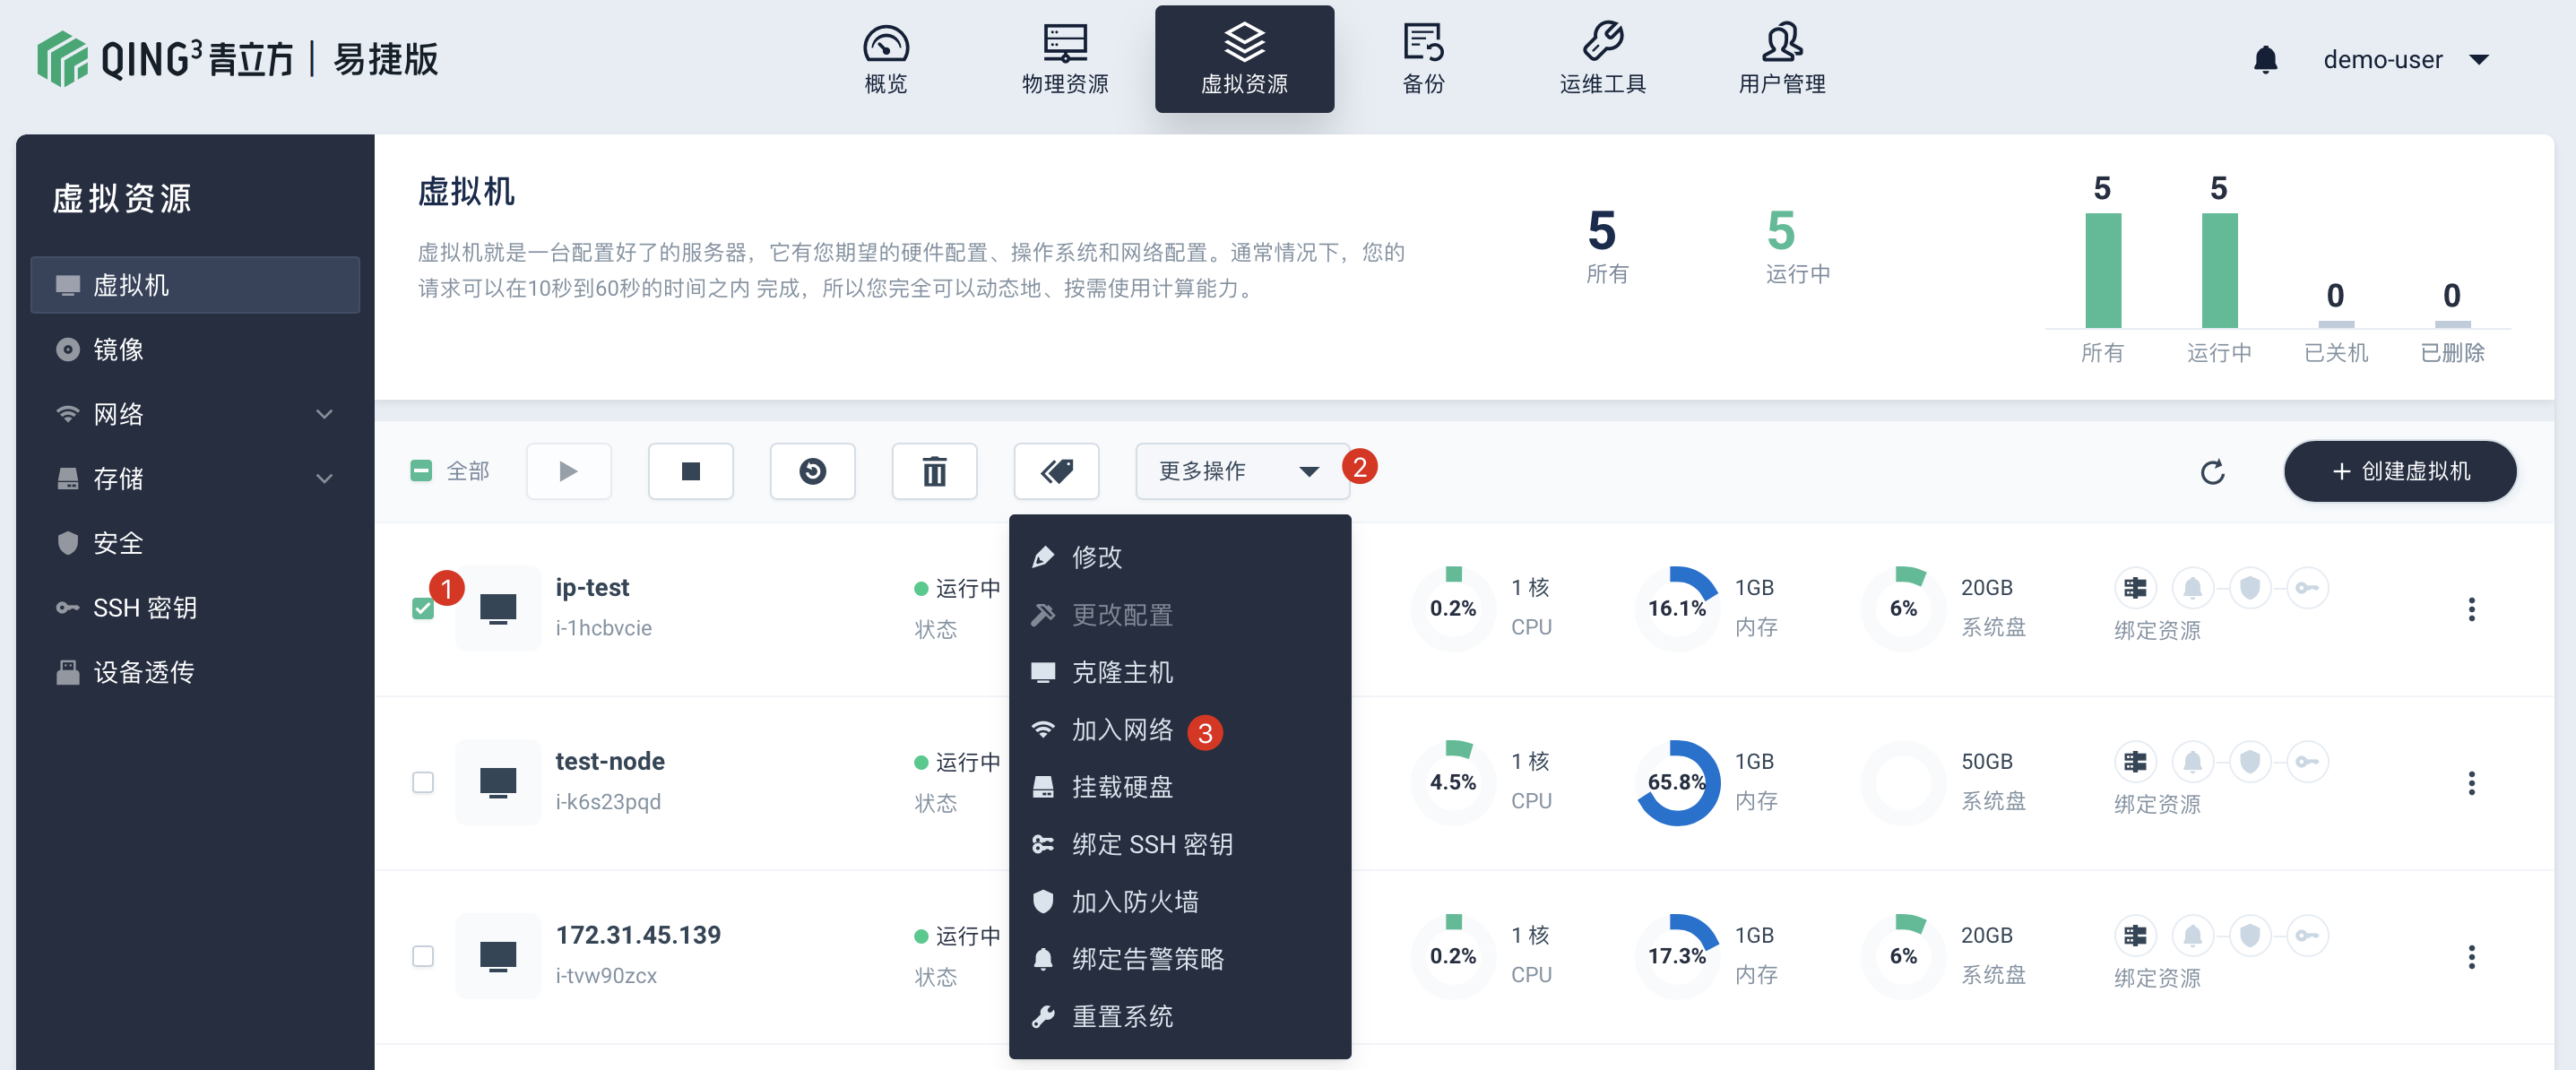 QING³青立方 | 易捷版
概览
物理资源
虚拟资源
备份
运维工具
用户管理
demo-user
虚拟资源
虚拟机
镜像
网络
存储
安全
SSH 密钥
设备透传
虚拟机
虚拟机就是一台配置好了的服务器，它有您期望的硬件配置、操作系统和网络配置。通常情况下，您的
请求可以在10秒到60秒的时间之内 完成，所以您完全可以动态地、按需使用计算能力。
5
所有
5
运行中
5 5 0 0
所有 运行中 已关机 已删除
全部
更多操作
2
+ 创建虚拟机
修改
更改配置
克隆主机
加入网络 3
挂载硬盘
绑定 SSH 密钥
加入防火墙
绑定告警策略
重置系统
1
ip-test
i-1hcbvcie
运行中
状态
0.2%
1 核
CPU
16.1%
1GB
内存
6%
20GB
系统盘
绑定资源
test-node
i-k6s23pqd
运行中
状态
4.5%
1 核
CPU
65.8%
1GB
内存
50GB
系统盘
绑定资源
172.31.45.139
i-tvw90zcx
运行中
状态
0.2%
1 核
CPU
17.3%
1GB
内存
6%
20GB
系统盘
绑定资源